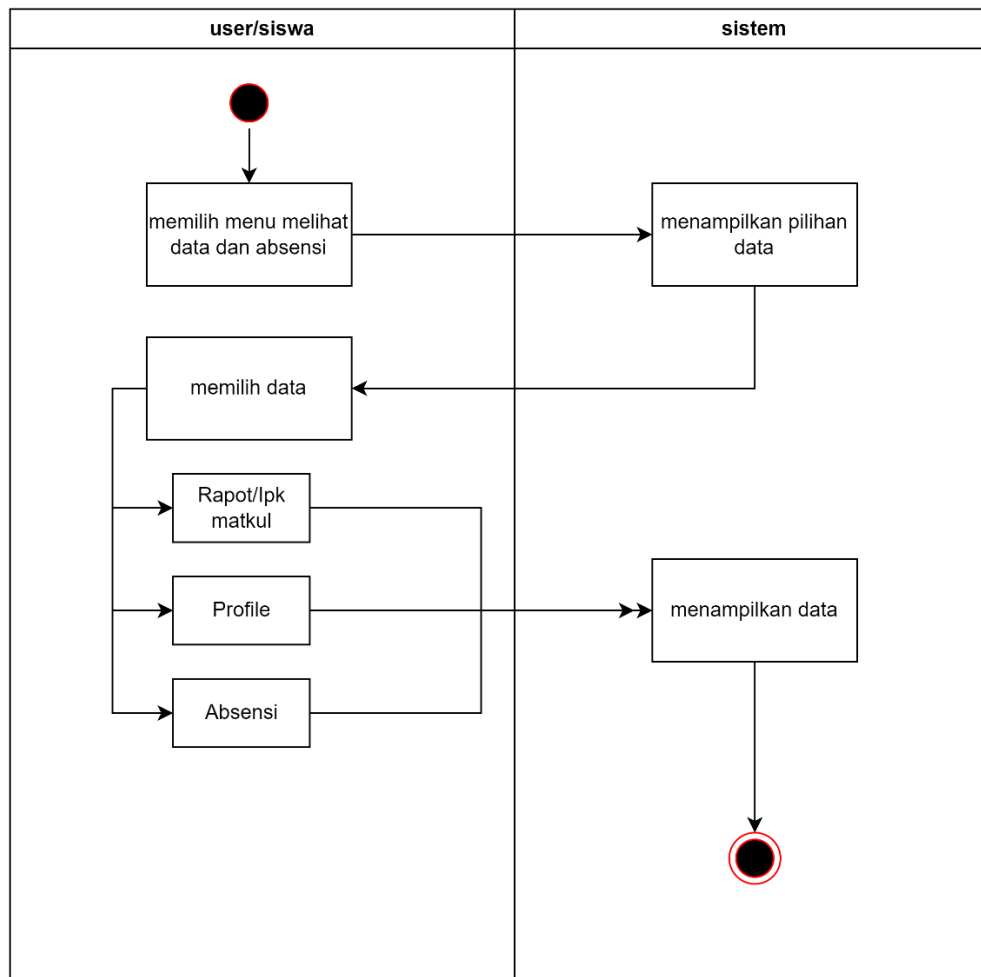 user/siswa
sistem
memilih menu melihat
data dan absensi
menampilkan pilihan
data
memilih data
Rapot/Ipk
matkul
Profile
menampilkan data
Absensi